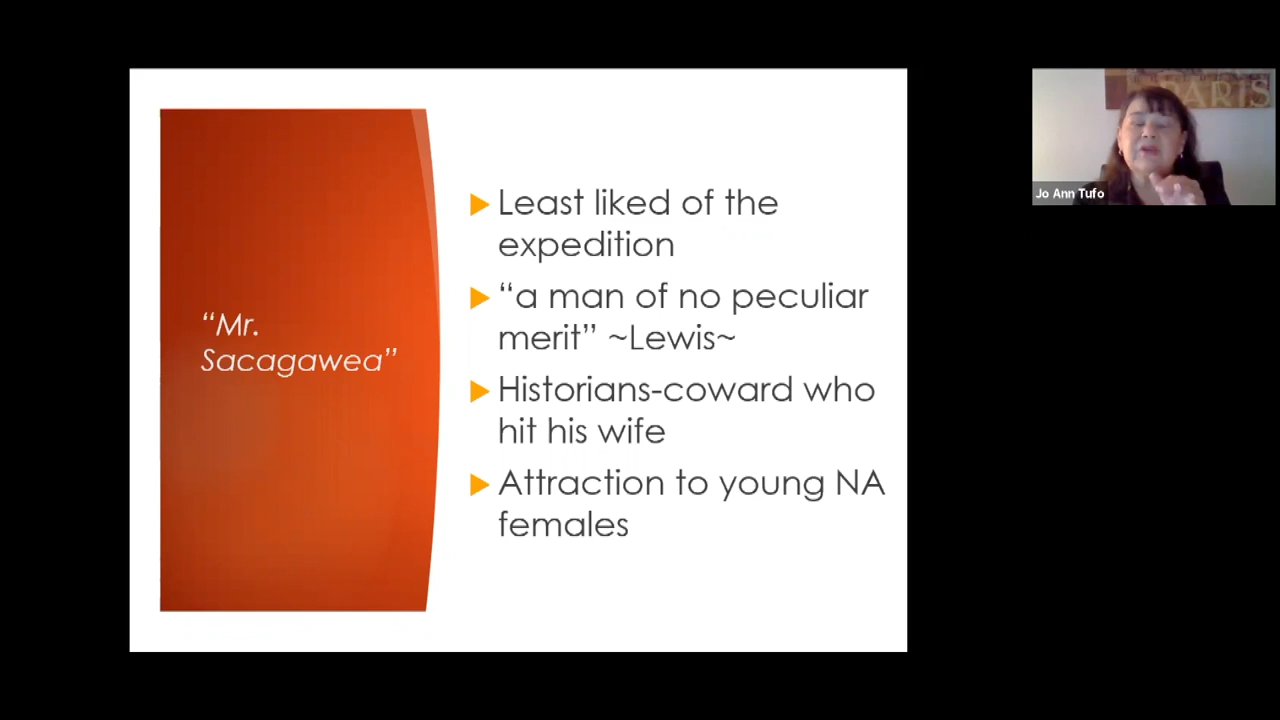 “Mr.
Sacagawea”
Least liked of the
expedition
“a man of no peculiar
merit” ~Lewis~
Historians-coward who
hit his wife
Attraction to young NA
females
PARIS
Jo Ann Tufo